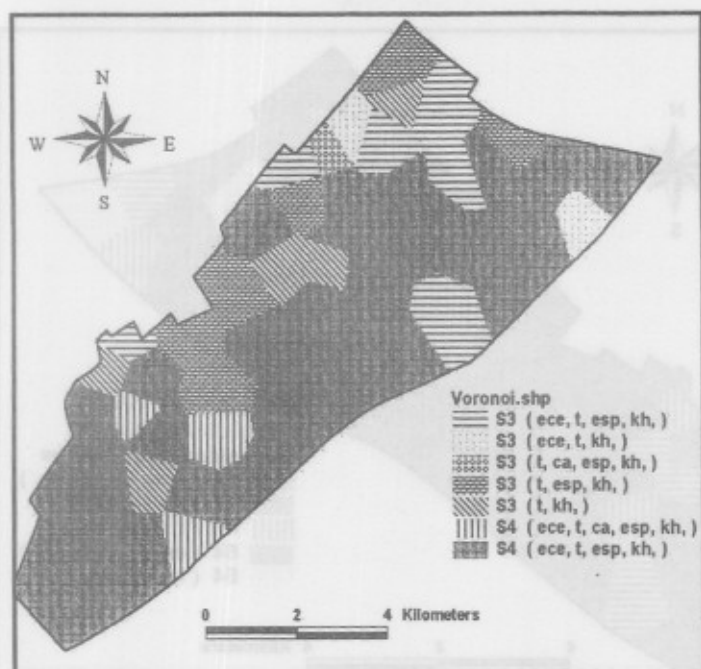 N
W E
S
Voronoi.shp
S3 ( ece, t, esp, kh, )
S3 ( ece, t, kh, )
S3 ( t, ca, esp, kh, )
S3 ( t, esp, kh, )
S3 ( t, kh, )
S4 ( ece, t, ca, esp, kh, )
S4 ( ece, t, esp, kh, )
0 2 4 Kilometers